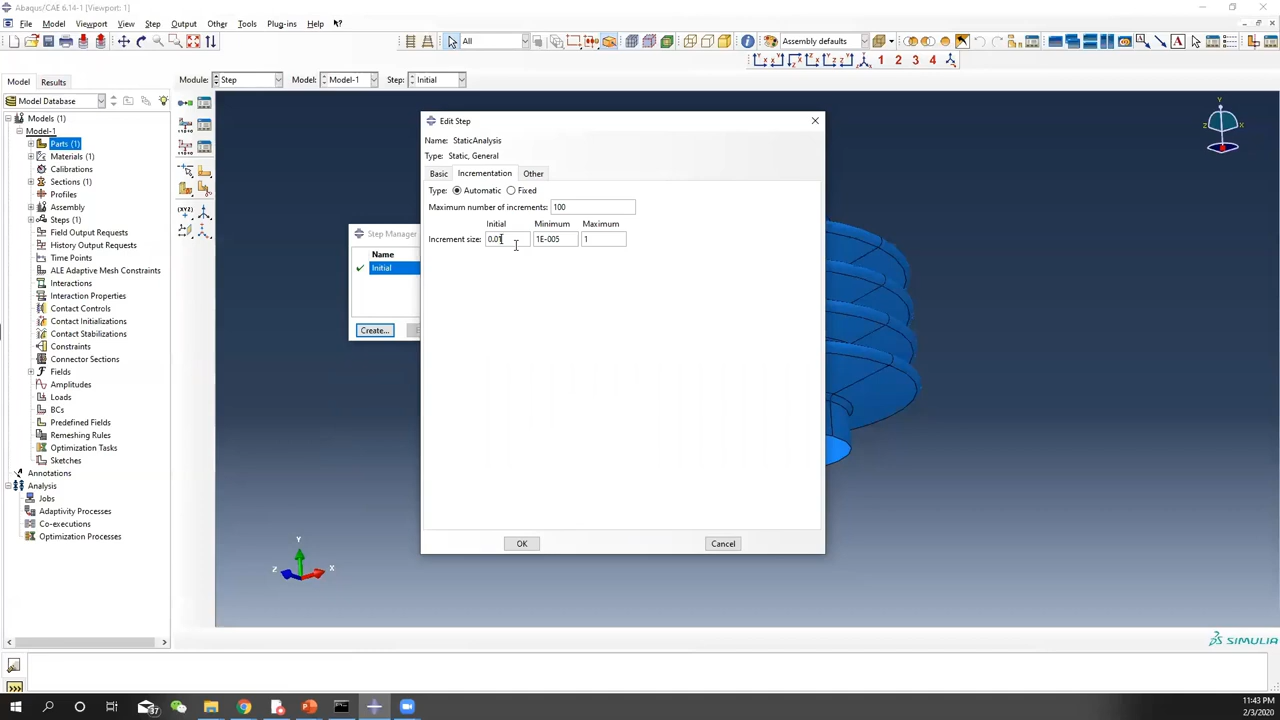 Abaqus/CAE 6.14-1 [Viewport: 1]
File Model Viewport View Step Output Other Tools Plug-ins Help
All Assembly defaults
1 2 3 4
Model Results Module: Step Model: Model-1 Step: Initial
Model Database
Models (1)
Model-1
Parts (1)
Materials (1)
Calibrations
Sections (1)
Profiles
Assembly
Steps (1)
Field Output Requests
History Output Requests
Time Points
ALE Adaptive Mesh Constraints
Interactions
Interaction Properties
Contact Controls
Contact Initializations
Contact Stabilizations
Constraints
Connector Sections
Fields
Amplitudes
Loads
BCs
Predefined Fields
Remeshing Rules
Optimization Tasks
Sketches
Annotations
Analysis
Jobs
Adaptivity Processes
Co-executions
Optimization Processes
Step Manager
Name
Initial
Create...
Edit Step
Name: StaticAnalysis
Type: Static, General
Basic Incrementation Other
Type: Automatic Fixed
Maximum number of increments: 100
Initial Minimum Maximum
Increment size: 0.01 1E-005 1
OK Cancel
Y
Z X
Y
Z X
SIMULIA
37
11:43 PM
2/3/2020